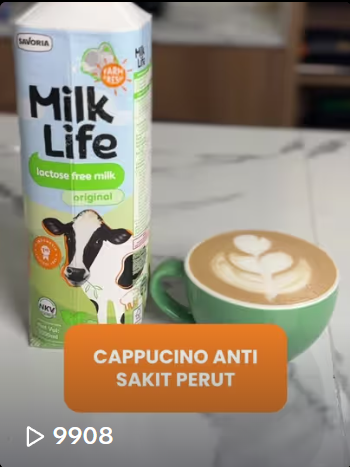 SAVORIA
FARM
FRESH
MILK
LIFE
Milk
Life
lactose free milk
original
NKV
CAPPUCINO ANTI
SAKIT PERUT
9908